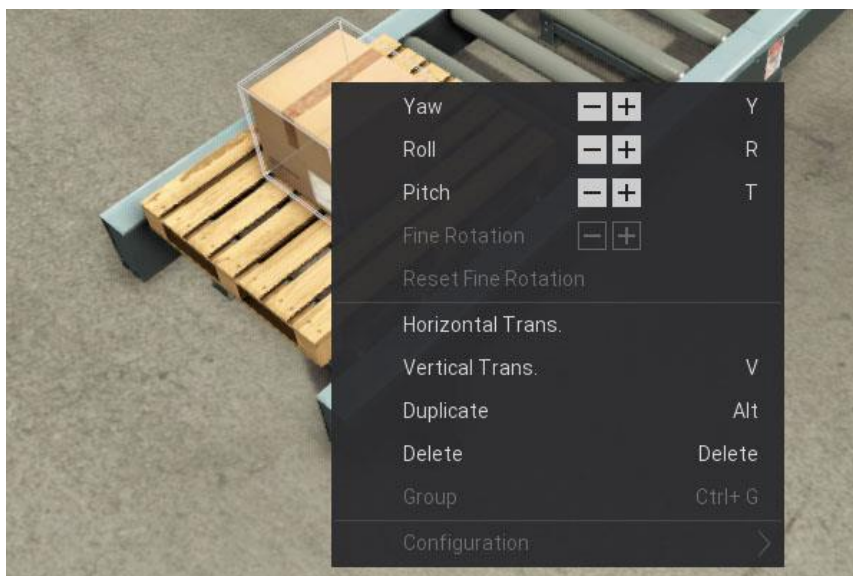 Yaw - + Y
Roll - + R
Pitch - + T
Fine Rotation - +
Reset Fine Rotation
Horizontal Trans.
Vertical Trans. V
Duplicate Alt
Delete Delete
Group Ctrl+ G
Configuration >